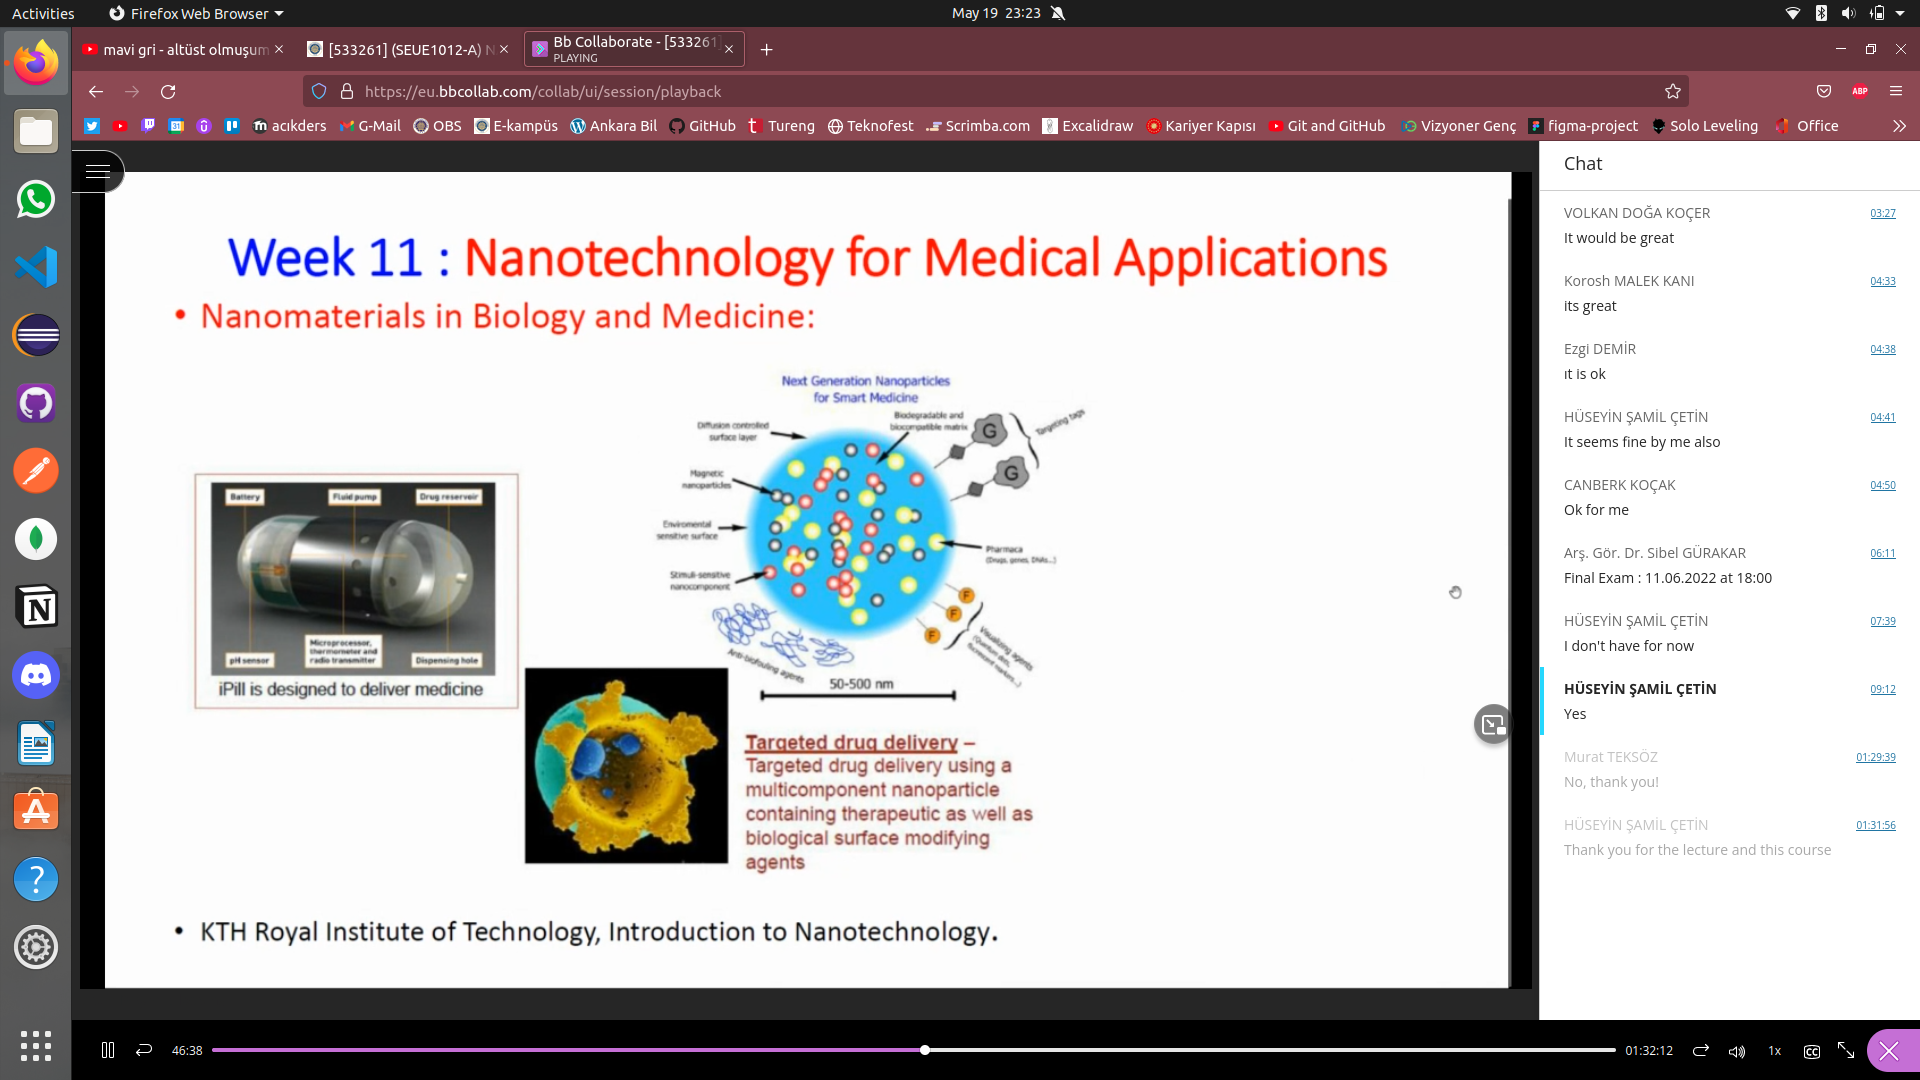 Activities
Firefox Web Browser
May 19 23:23
mavi gri - altüst olmuşum
[533261] (SEUE1012-A) N
Bb Collaborate - [533261]
PLAYING
https://eu.bbcollab.com/collab/ui/session/playback
ABP
acıkders
G-Mail
OBS
E-kampüs
Ankara Bil
GitHub
Tureng
Teknofest
Scrimba.com
Excalidraw
Kariyer Kapısı
Git and GitHub
Vizyoner Genç
figma-project
Solo Leveling
Office
Week 11 : Nanotechnology for Medical Applications
• Nanomaterials in Biology and Medicine:
Next Generation Nanoparticles
for Smart Medicine
Diffusion controlled
surface layer
Biodegradable and
biocompatible matrix
G
G
Targeting tags
Magnetic
nanoparticles
Enviromental
sensitive surface
Stimuli-sensitive
nanocomponent
Pharmaca
(Drugs, genes, DNAs...)
F
F
F
Visualizing agents
(Quantum dots,
fluorescent markers...)
Anti-biofouling agents
50-500 nm
Battery
Fluid pump
Drug reservoir
pH sensor
Microprocessor,
thermometer and
radio transmitter
Dispensing hole
iPill is designed to deliver medicine
Targeted drug delivery –
Targeted drug delivery using a
multicomponent nanoparticle
containing therapeutic as well as
biological surface modifying
agents
• KTH Royal Institute of Technology, Introduction to Nanotechnology.
Chat
VOLKAN DOĞA KOÇER 03:27
It would be great
Korosh MALEK KANI 04:33
its great
Ezgi DEMİR 04:38
ıt is ok
HÜSEYİN ŞAMİL ÇETİN 04:41
It seems fine by me also
CANBERK KOÇAK 04:50
Ok for me
Arş. Gör. Dr. Sibel GÜRAKAR 06:11
Final Exam : 11.06.2022 at 18:00
HÜSEYİN ŞAMİL ÇETİN 07:39
I don't have for now
HÜSEYİN ŞAMİL ÇETİN 09:12
Yes
Murat TEKSÖZ 01:29:39
No, thank you!
HÜSEYİN ŞAMİL ÇETİN 01:31:56
Thank you for the lecture and this course
46:38
01:32:12
1x
CC